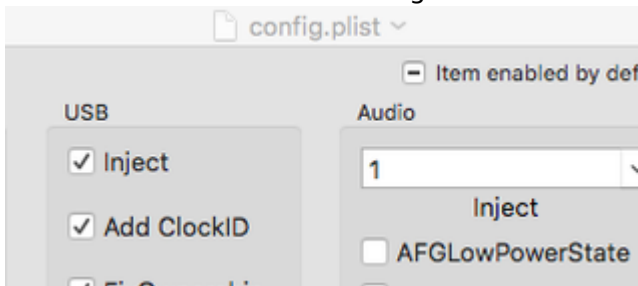 config.plist
Item enabled by def
USB
Audio
Inject
1
Inject
Add ClockID
AFGLowPowerState